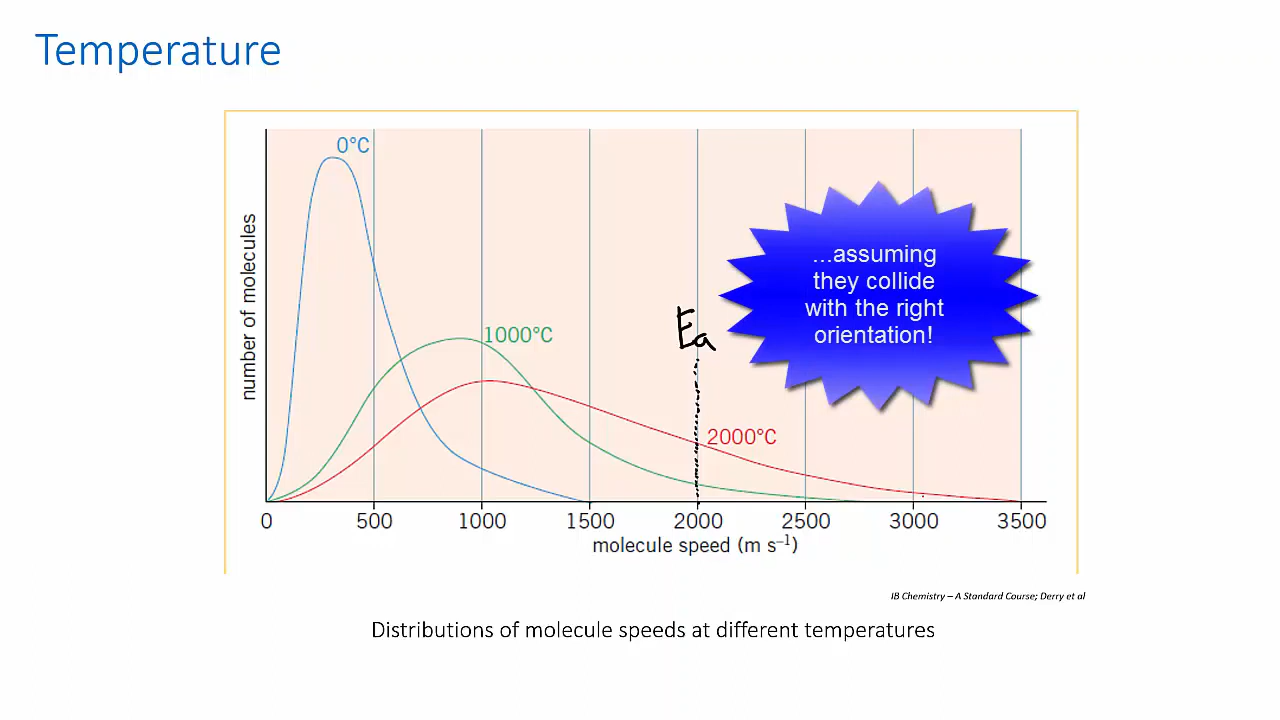 Temperature
0°C
number of molecules
...assuming
they collide
with the right
orientation!
Ea
1000°C
2000°C
0 500 1000 1500 2000 2500 3000 3500
molecule speed (m s⁻¹)
IB Chemistry – A Standard Course; Derry et al
Distributions of molecule speeds at different temperatures